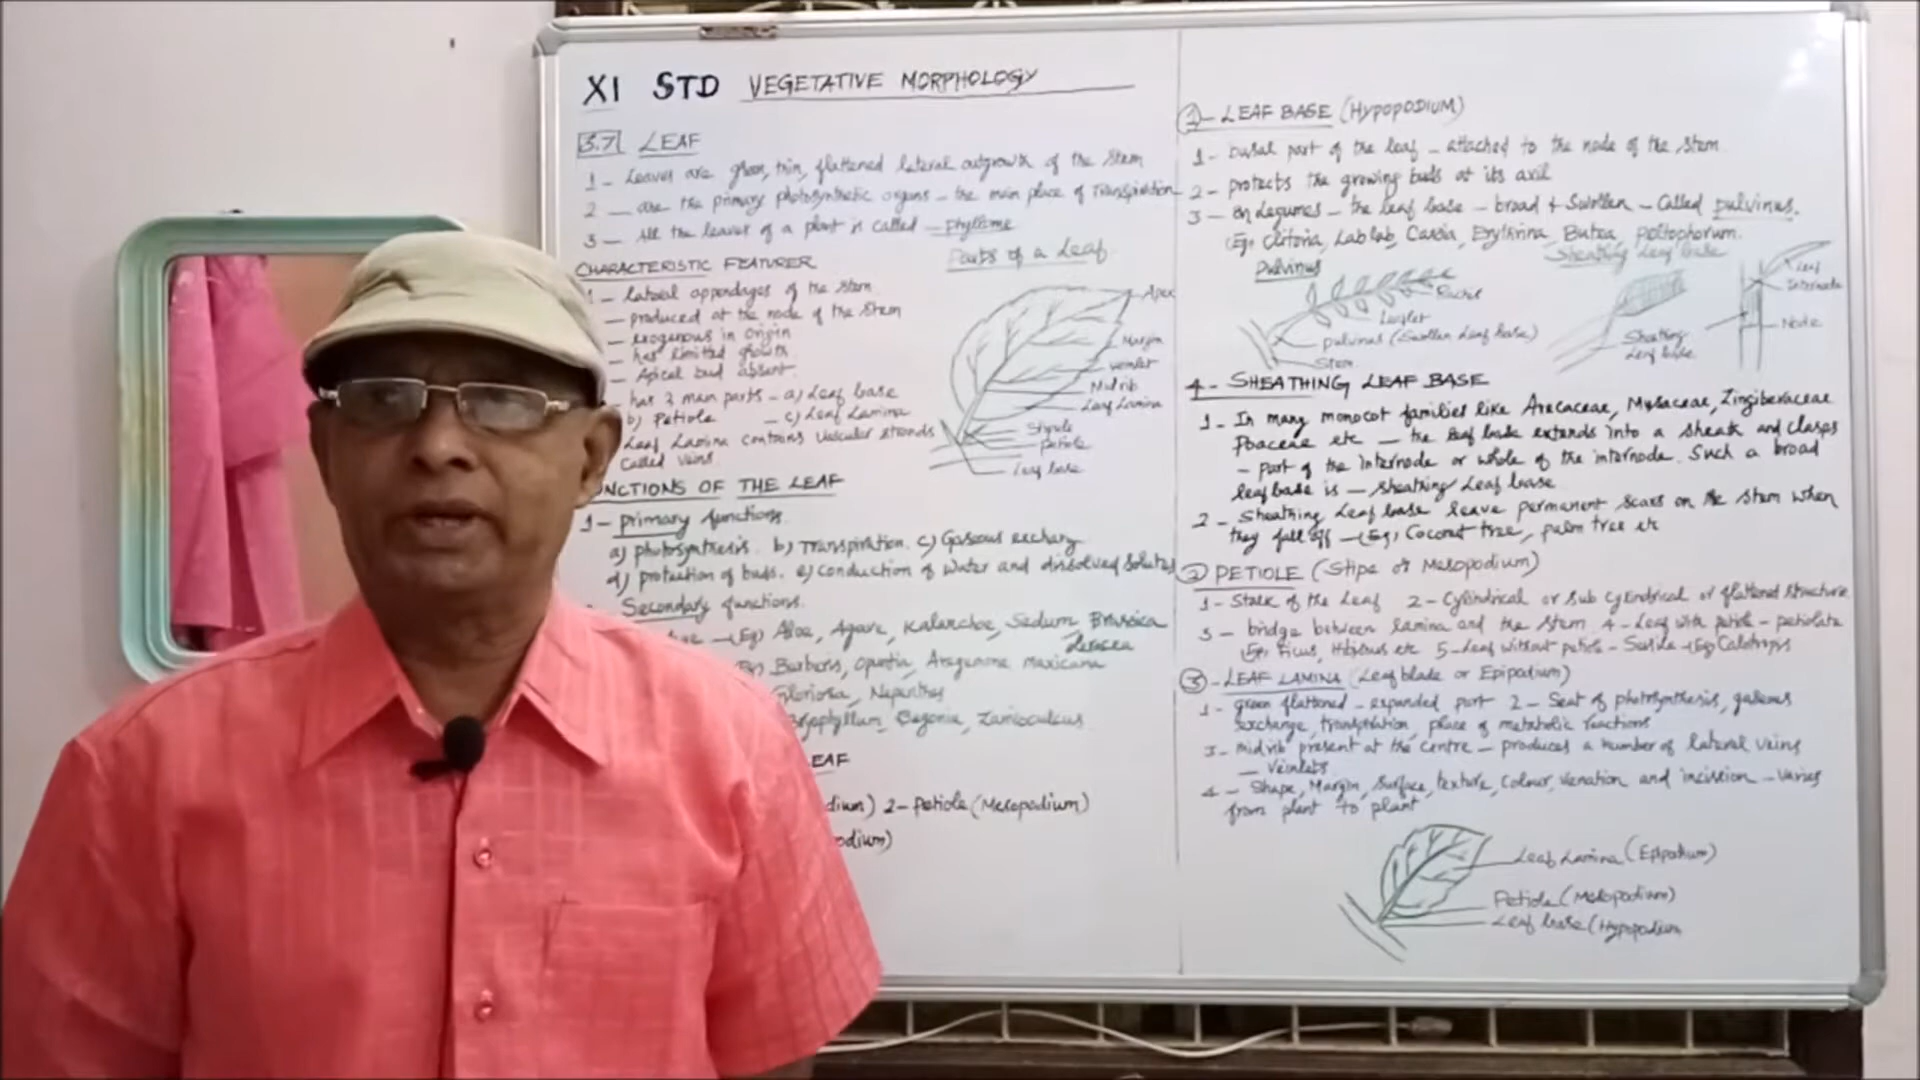 XI STD VEGETATIVE MORPHOLOGY
3.7 LEAF
1 - Leaves are green, thin, flattened lateral outgrowth of the stem
2 - are the primary photosynthetic organs - the main place of Transpiration
3 - All the leaves of a plant is called - phyllome
CHARACTERISTIC FEATURES
1 - lateral appendages of the stem
- produced at the node of the stem
- exogenous in origin
- has limited growth
- Apical bud absent
- has 3 main parts - a) Leaf base
b) Petiole - c) Leaf Lamina
Leaf Lamina contains Vascular strands
called veins
Parts of a Leaf
Apex
Margin
veinlet
Midrib
Leaf Lamina
Stipule
petiole
Leaf base
UNCTIONS OF THE LEAF
1 - primary functions
a) photosynthesis b) Transpiration c) Gaseous exchang
d) protection of buds. e) conduction of water and dissolved solutes
Secondary functions.
(Eg) Aloe, Agave, Kalanchoe, Sedum Brassica
Berberis, opuntia, Argemone mexicana
Gloriosa, Nepenthes
Begonia, Zamioculcus
EAF
dium) 2 - Petiole (Mesopodium)
odium)
1 - LEAF BASE (HYPOPODIUM)
1 - basal part of the leaf - attached to the node of the stem
2 - protects the growing buds at its axil
3 - In Legumes - the leaf base - broad + Swollen - Called pulvinus.
(Eg) Clitoria, Lab lab, Cassia, Erythrina, Butea, peltophorum.
Pulvinus
Rachis
Leaflet
pulvinus (Swollen Leaf base)
Stem
Sheathing Leaf base
Sheathing
Leaf base
Leaf
Internode
Node
4 - SHEATHING LEAF BASE
1 - In many monocot families like Arecaceae, Musaceae, Zingiberaceae
Poaceae etc - the leaf base extends into a sheath and clasps
- part of the internode or whole of the internode. Such a broad
leaf base is - sheathing Leaf base
2 - Sheathing Leaf base leave permanent scars on the stem when
they fall off - (Eg) Coconut tree, palm tree etc
2 PETIOLE (Stipe or Mesopodium)
1 - Stalk of the Leaf 2 - Cylindrical or sub cylindrical or flattened structure
3 - bridge between lamina and the stem 4 - Leaf with petiole - petiolate
Eg: Ficus, Hibiscus etc 5 - Leaf without petiole - Sessile - (Eg) Calotropis
3 - LEAF LAMINA (Leaf blade or Epipodium)
1 - green flattened - expanded part 2 - Seat of photosynthesis, gaseous
exchange, transpiration, place of metabolic reactions
3 - midrib present at the centre - produces a number of lateral veins
- Veinlets
4 - Shape, Margin, Surface, texture, Colour, venation and incission - varies
from plant to plant
Leaf Lamina (Epipodium)
Petiole (Mesopodium)
Leaf base (Hypopodium